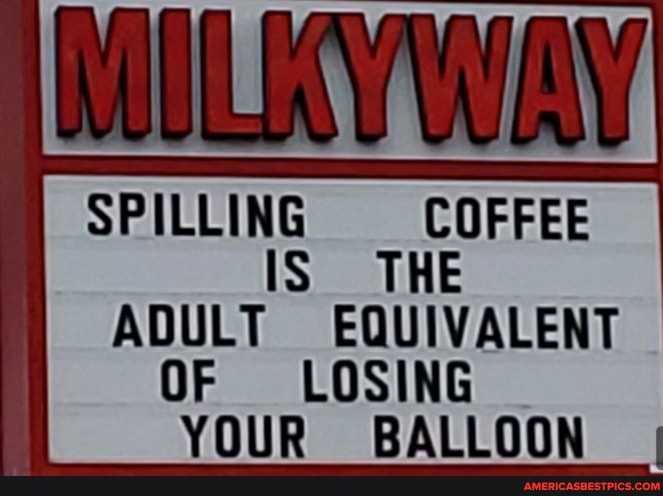 MILKYWAY
SPILLING COFFEE
IS THE
ADULT EQUIVALENT
OF LOSING
YOUR BALLOON
AMERICASBESTPICS.COM